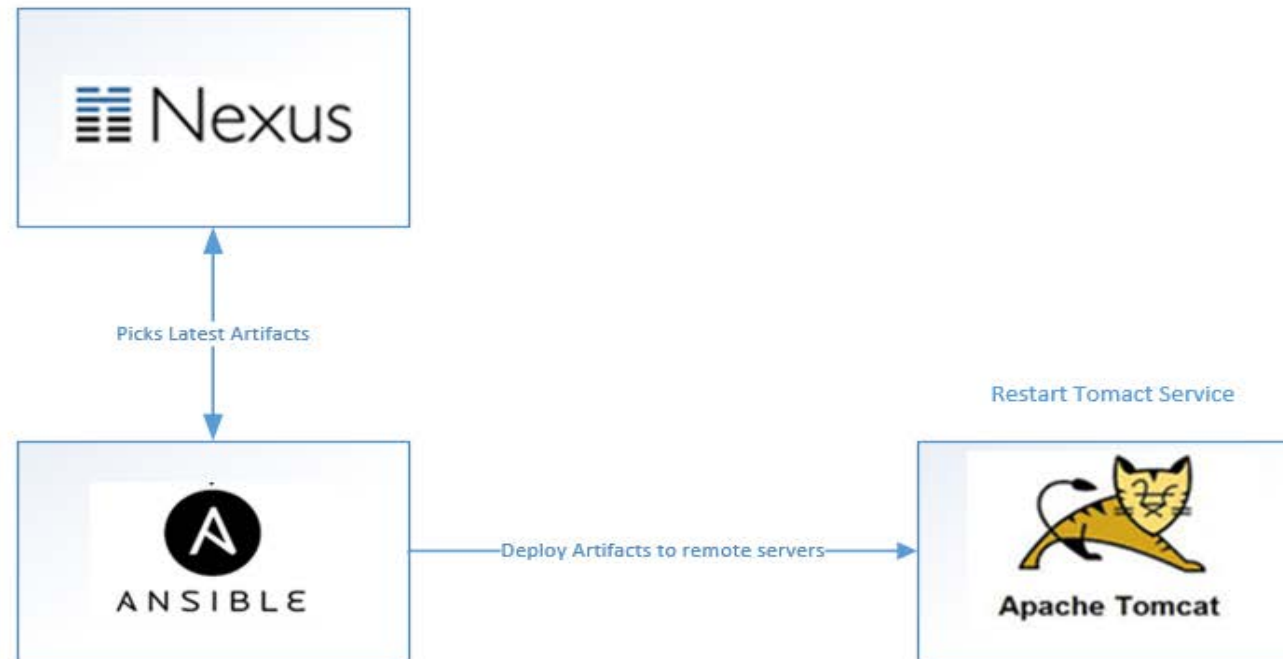 Nexus
Picks Latest Artifacts
Restart Tomact Service
ANSIBLE
Deploy Artifacts to remote servers
Apache Tomcat